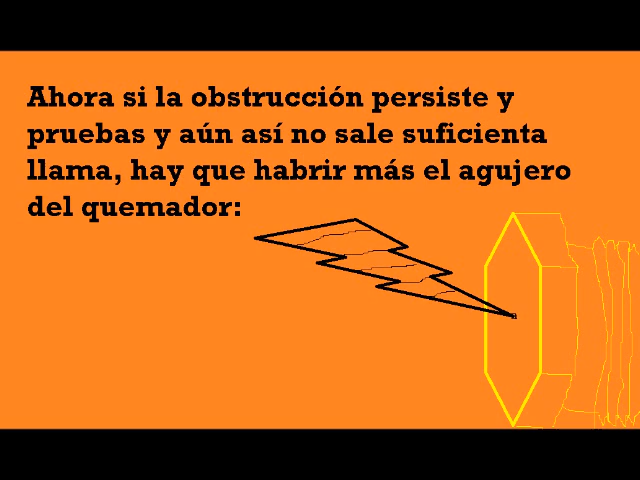 Ahora si la obstrucción persiste y
pruebas y aún así no sale suficienta
llama, hay que habrir más el agujero
del quemador: